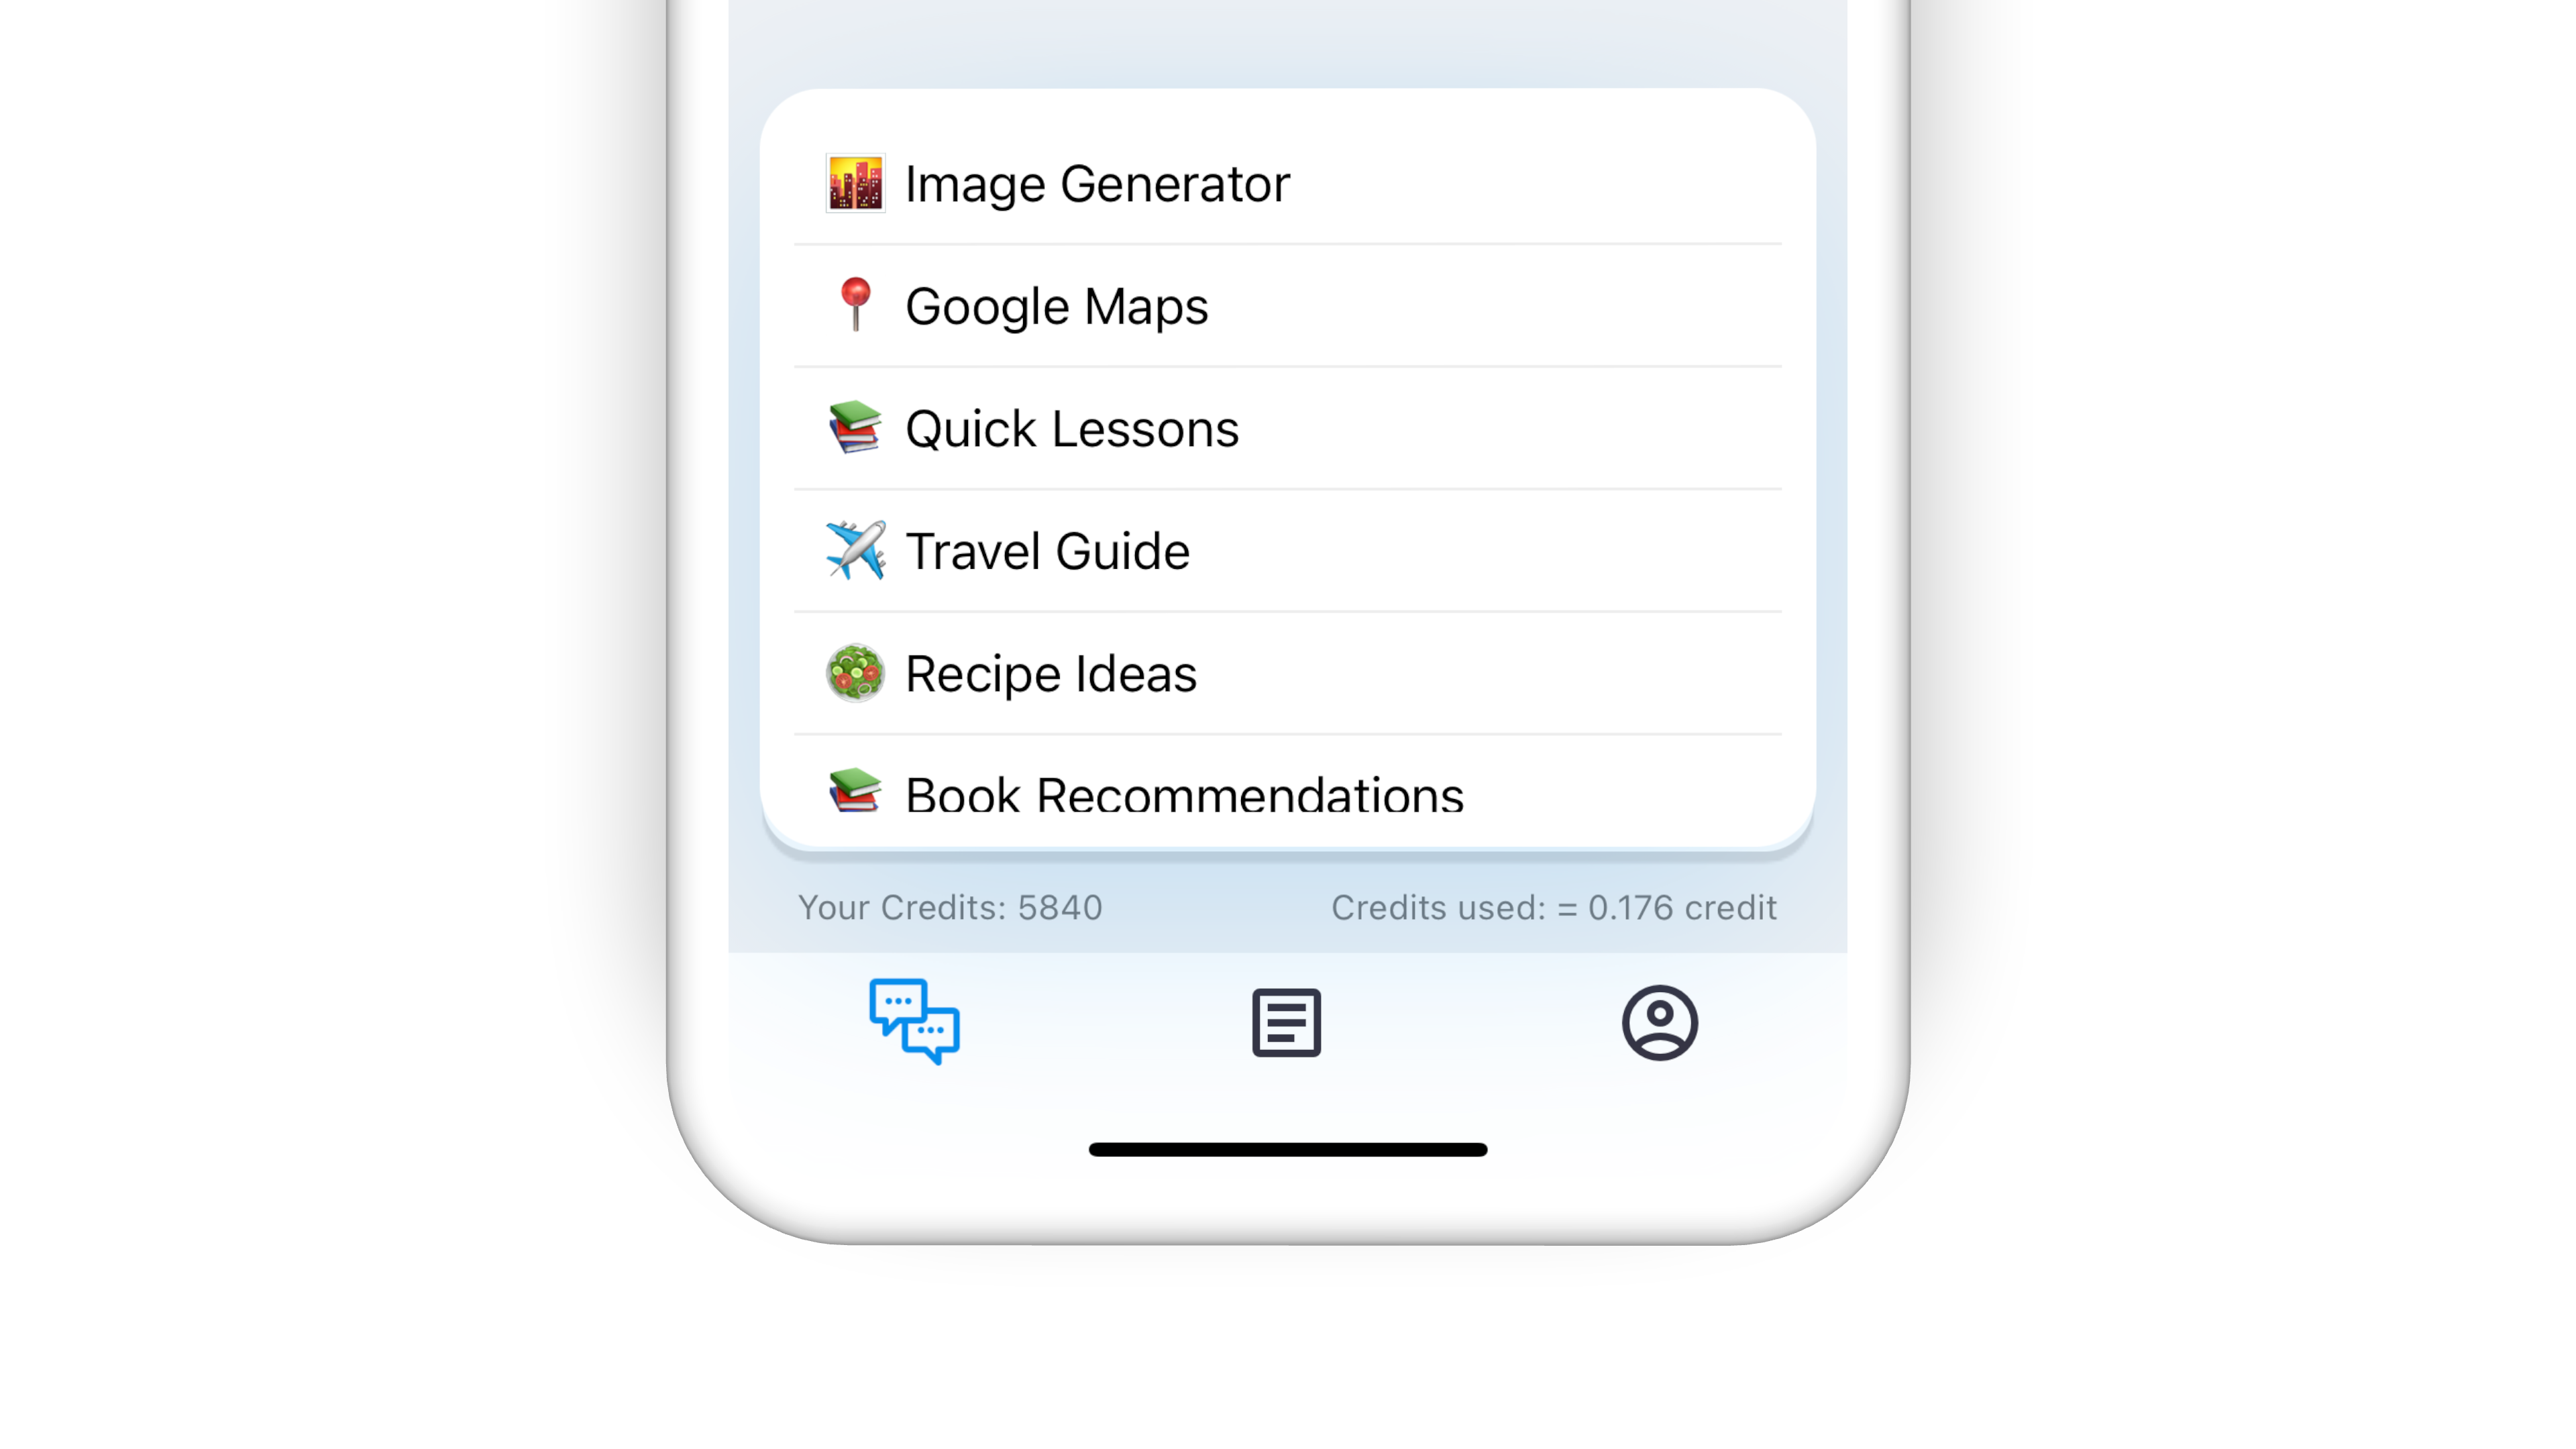 Image Generator
Google Maps
Quick Lessons
Travel Guide
Recipe Ideas
Book Recommendations
Your Credits: 5840
Credits used: = 0.176 credit